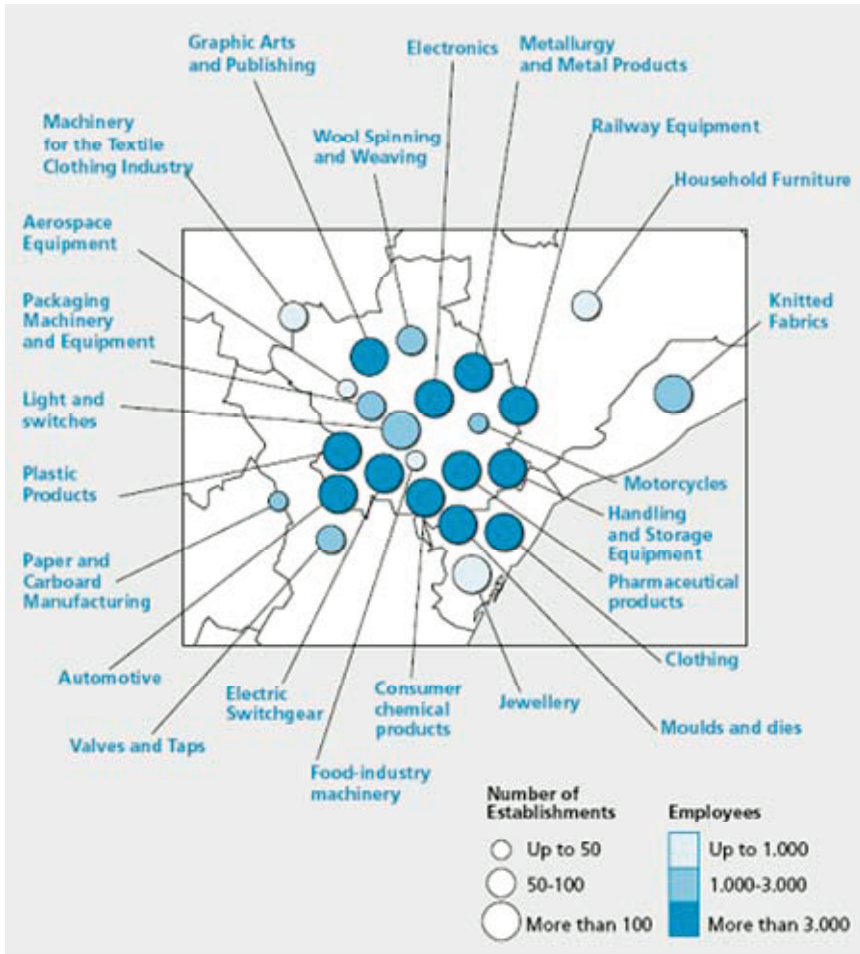 Graphic Arts
and Publishing
Electronics
Metallurgy
and Metal Products
Machinery
for the Textile
Clothing Industry
Wool Spinning
and Weaving
Railway Equipment
Household Furniture
Aerospace
Equipment
Packaging
Machinery
and Equipment
Knitted
Fabrics
Light and
switches
Plastic
Products
Motorcycles
Handling
and Storage
Equipment
Paper and
Carboard
Manufacturing
Pharmaceutical
products
Clothing
Automotive
Electric
Switchgear
Consumer
chemical
products
Jewellery
Moulds and dies
Valves and Taps
Food-industry
machinery
Number of
Establishments
Up to 50
50-100
More than 100
Employees
Up to 1.000
1.000-3.000
More than 3.000